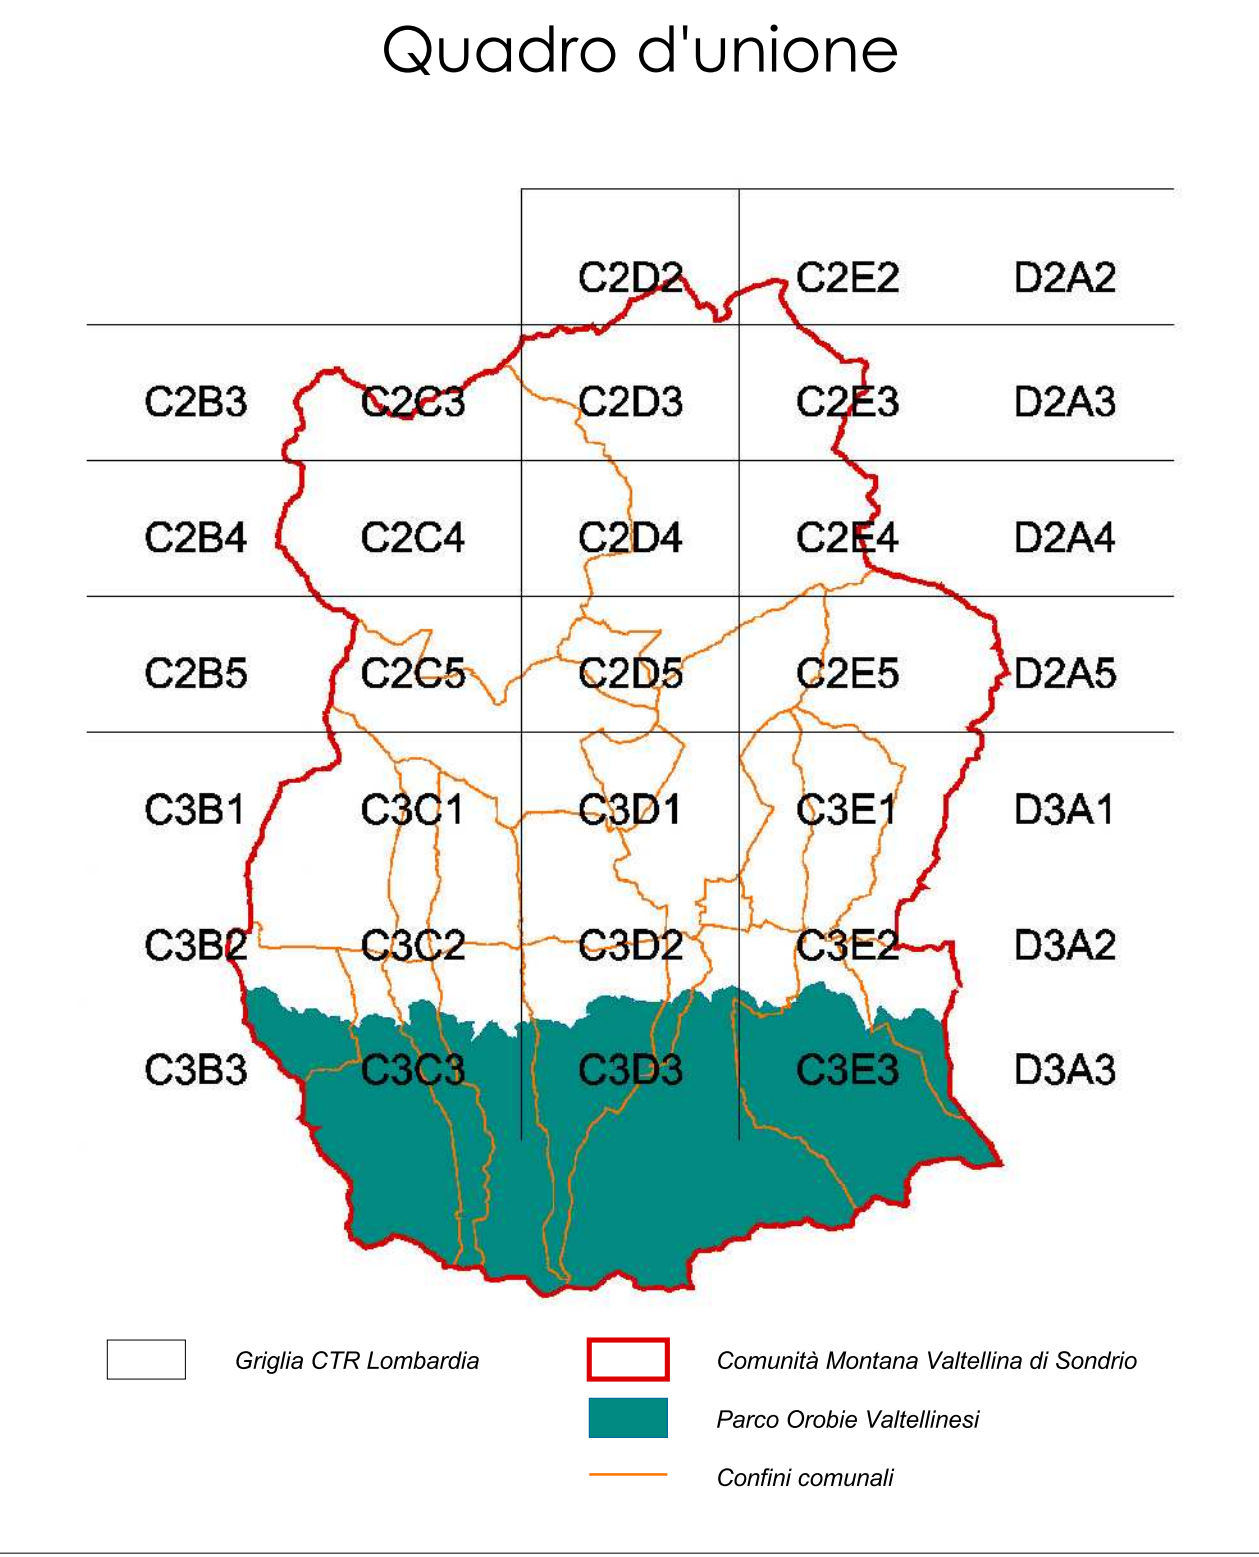 Quadro d'unione
C2D2 C2E2 D2A2
C2B3 C2C3 C2D3 C2E3 D2A3
C2B4 C2C4 C2D4 C2E4 D2A4
C2B5 C2C5 C2D5 C2E5 D2A5
C3B1 C3C1 C3D1 C3E1 D3A1
C3B2 C3C2 C3D2 C3E2 D3A2
C3B3 C3C3 C3D3 C3E3 D3A3
Griglia CTR Lombardia
Comunità Montana Valtellina di Sondrio
Parco Orobie Valtellinesi
Confini comunali